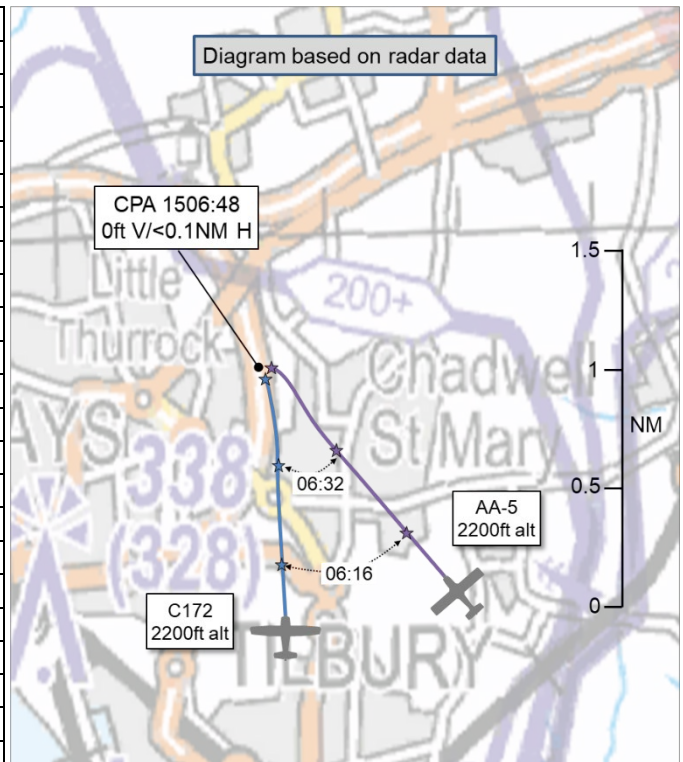 Diagram based on radar data
CPA 1506:48
0ft V/<0.1NM H
1.5
Little
200+
Thurrock
1
Chadwell
St Mary
NM
AYS
338
06:32
0.5
AA-5
2200ft alt
(328)
06:16
C172
2200ft alt
0
TILBURY